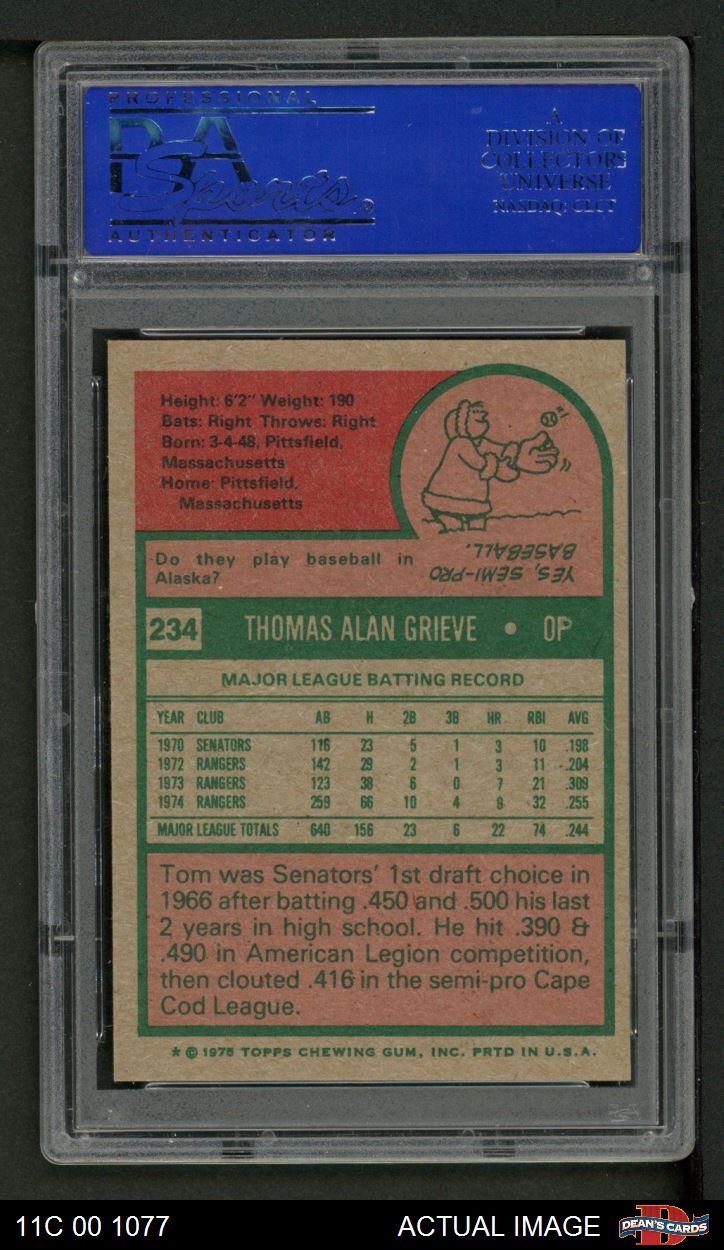 PROFESSIONAL
PSA
Sports
AUTHENTICATOR
A
DIVISION OF
COLLECTORS
UNIVERSE
NASDAQ: CLCT
Height: 6'2" Weight: 190
Bats: Right Throws: Right
Born: 3-4-48, Pittsfield,
Massachusetts
Home: Pittsfield,
Massachusetts
Do they play baseball in
Alaska?
YES, SEMI-PRO
BASEBALL.
234 THOMAS ALAN GRIEVE • OF
MAJOR LEAGUE BATTING RECORD
YEAR CLUB AB H 2B 3B HR RBI AVG
1970 SENATORS 116 23 5 1 3 10 .198
1972 RANGERS 142 29 2 1 3 11 .204
1973 RANGERS 123 38 6 0 7 21 .309
1974 RANGERS 259 66 10 4 9 32 .255
MAJOR LEAGUE TOTALS 640 156 23 6 22 74 .244
Tom was Senators' 1st draft choice in
1966 after batting .450 and .500 his last
2 years in high school. He hit .390 &
.490 in American Legion competition,
then clouted .416 in the semi-pro Cape
Cod League.
* © 1975 TOPPS CHEWING GUM, INC. PRTD IN U.S.A.
11C 00 1077 ACTUAL IMAGE DEAN'S CARDS